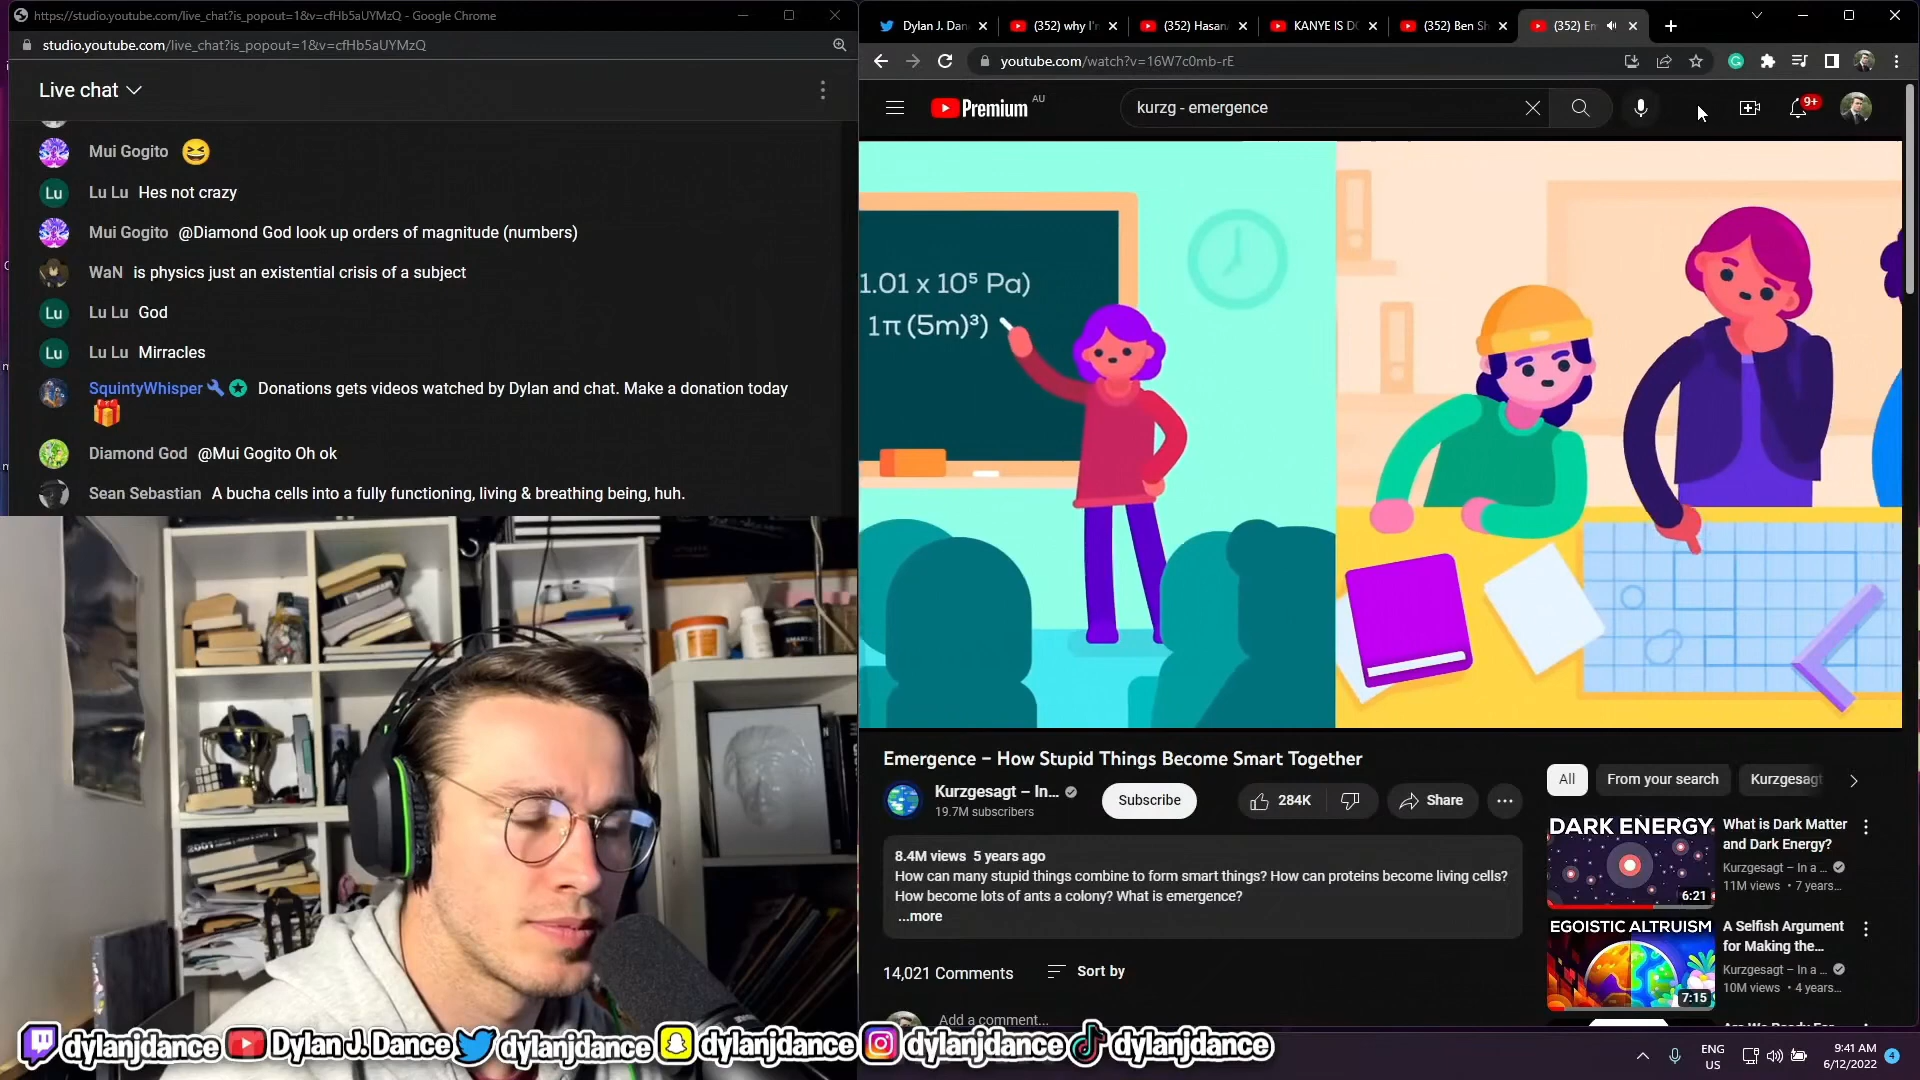 https://studio.youtube.com/live_chat?is_popout=1&v=cfHb5aUYMzQ - Google Chrome
studio.youtube.com/live_chat?is_popout=1&v=cfHb5aUYMzQ
Live chat
Mui Gogito 😆
Lu Lu Lu Hes not crazy
Mui Gogito @Diamond God look up orders of magnitude (numbers)
WaN is physics just an existential crisis of a subject
Lu Lu Lu God
Lu Lu Lu Mirracles
SquintyWhisper Donations gets videos watched by Dylan and chat. Make a donation today
🎁
Diamond God @Mui Gogito Oh ok
Sean Sebastian A bucha cells into a fully functioning, living & breathing being, huh.
2001
Dylan J. Dan
(352) why I'm
(352) Hasan
KANYE IS DO
(352) Ben Sh
(352) Em
youtube.com/watch?v=16W7c0mb-rE
Premium AU
kurzg - emergence
9+
1.01 x 10⁵ Pa)
1π (5m)³)
Emergence – How Stupid Things Become Smart Together
Kurzgesagt – In...
19.7M subscribers
Subscribe
284K
Share
8.4M views 5 years ago
How can many stupid things combine to form smart things? How can proteins become living cells?
How become lots of ants a colony? What is emergence?
...more
14,021 Comments
Sort by
Add a comment...
All
From your search
Kurzgesagt
DARK ENERGY
6:21
What is Dark Matter
and Dark Energy?
Kurzgesagt – In a ...
11M views • 7 years...
EGOISTIC ALTRUISM
7:15
A Selfish Argument
for Making the...
Kurzgesagt – In a ...
10M views • 4 years...
dylanjdance Dylan J. Dance dylanjdance dylanjdance dylanjdance dylanjdance
ENG
US
9:41 AM
6/12/2022
4